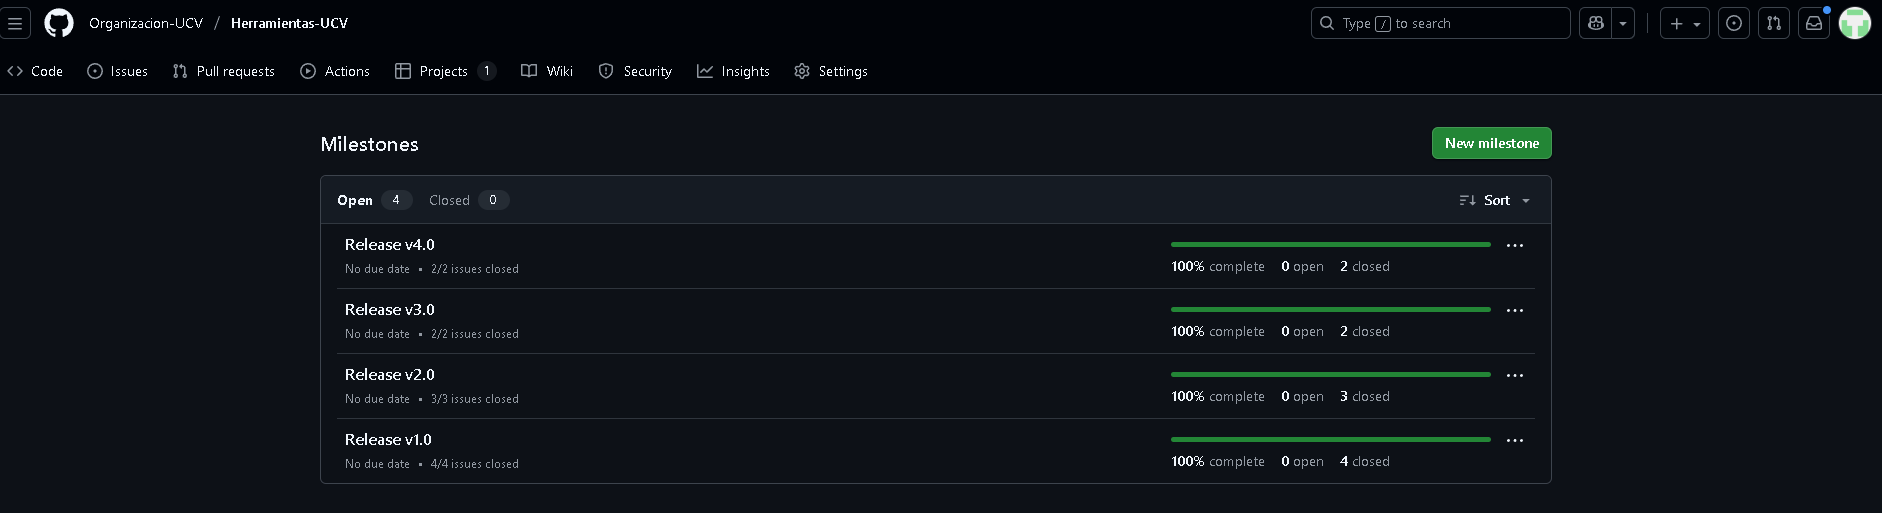 Organizacion-UCV / Herramientas-UCV Type / to search
Code Issues Pull requests Actions Projects 1 Wiki Security Insights Settings
Milestones New milestone
Open 4 Closed 0 Sort
Release v4.0
No due date • 2/2 issues closed 100% complete 0 open 2 closed
Release v3.0
No due date • 2/2 issues closed 100% complete 0 open 2 closed
Release v2.0
No due date • 3/3 issues closed 100% complete 0 open 3 closed
Release v1.0
No due date • 4/4 issues closed 100% complete 0 open 4 closed